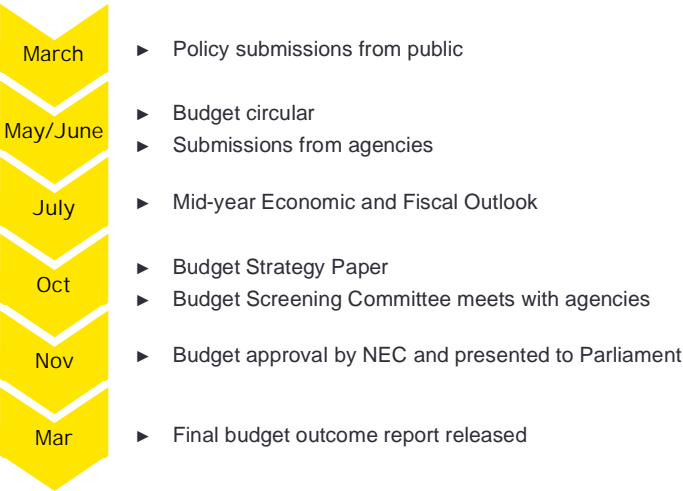 March
► Policy submissions from public
May/June
► Budget circular
► Submissions from agencies
July
► Mid-year Economic and Fiscal Outlook
Oct
► Budget Strategy Paper
► Budget Screening Committee meets with agencies
Nov
► Budget approval by NEC and presented to Parliament
Mar
► Final budget outcome report released